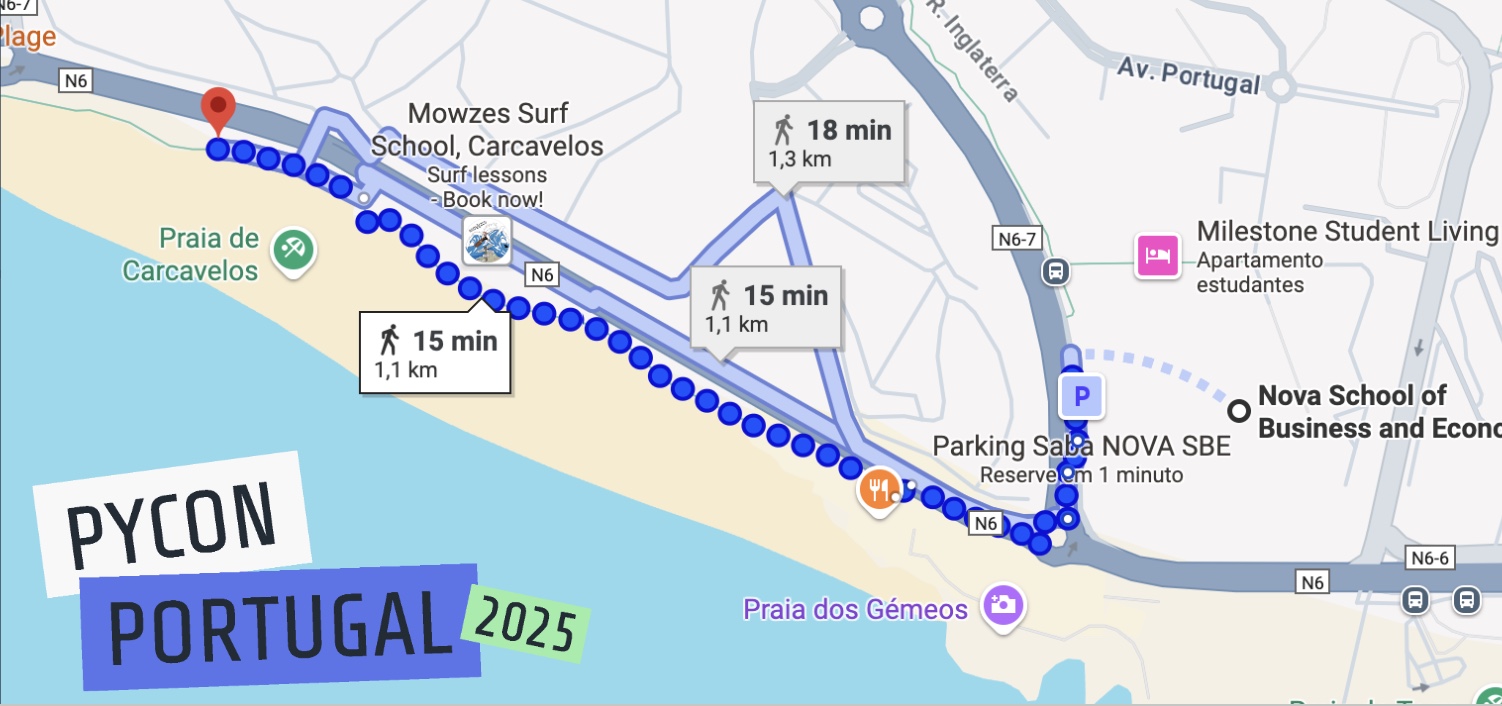 N6-7
Plage
N6
Mowzes Surf
School, Carcavelos
Surf lessons
- Book now!
18 min
1,3 km
R. Inglaterra
Av. Portugal
Praia de
Carcavelos
N6
N6-7
Milestone Student Living
Apartamento
estudantes
15 min
1,1 km
15 min
1,1 km
P
Nova School of
Business and Econo
Parking Saba NOVA SBE
Reserve em 1 minuto
N6
N6
N6-6
Praia dos Gémeos
PYCON
PORTUGAL
2025